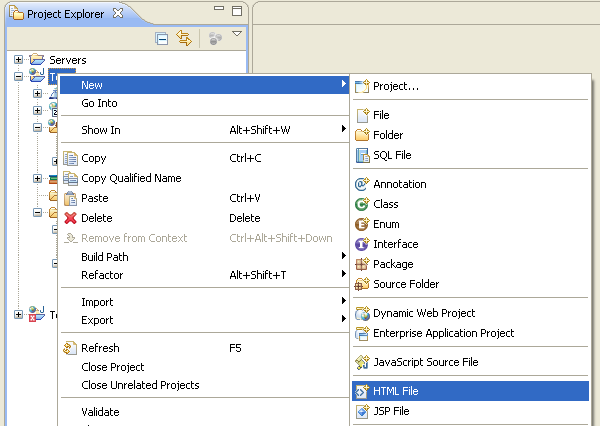 Project Explorer
Servers
New
Go Into
Show In Alt+Shift+W
Copy Ctrl+C
Copy Qualified Name
Paste Ctrl+V
Delete Delete
Remove from Context Ctrl+Alt+Shift+Down
Build Path
Refactor Alt+Shift+T
Import
Export
Refresh F5
Close Project
Close Unrelated Projects
Validate
Project...
File
Folder
SQL File
Annotation
Class
Enum
Interface
Package
Source Folder
Dynamic Web Project
Enterprise Application Project
JavaScript Source File
HTML File
JSP File